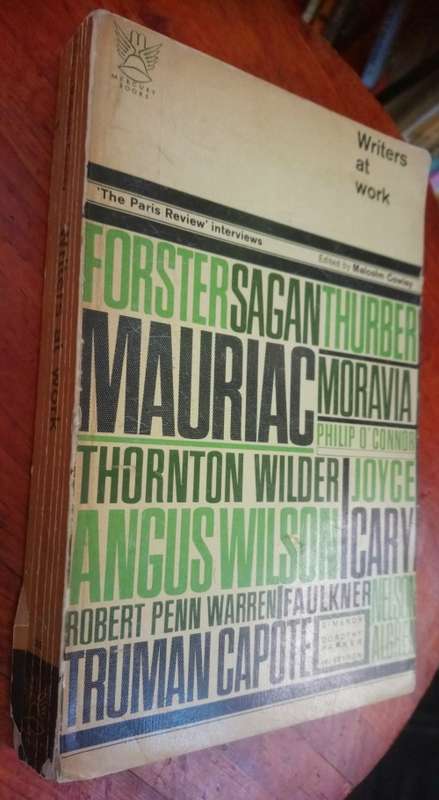 MERCURY
BOOKS
Writers
at
work
'The Paris Review' interviews
Edited by Malcolm Cowley
FORSTER SAGAN THURBER
MAURIAC
MORAVIA
PHILIP O'CONNOR
THORNTON WILDER
JOYCE
CARY
ANGUS WILSON
ROBERT PENN WARREN FAULKNER
NELSON
ALGREN
TRUMAN CAPOTE
SIMENON
DOROTHY
PARKER
Writers at work